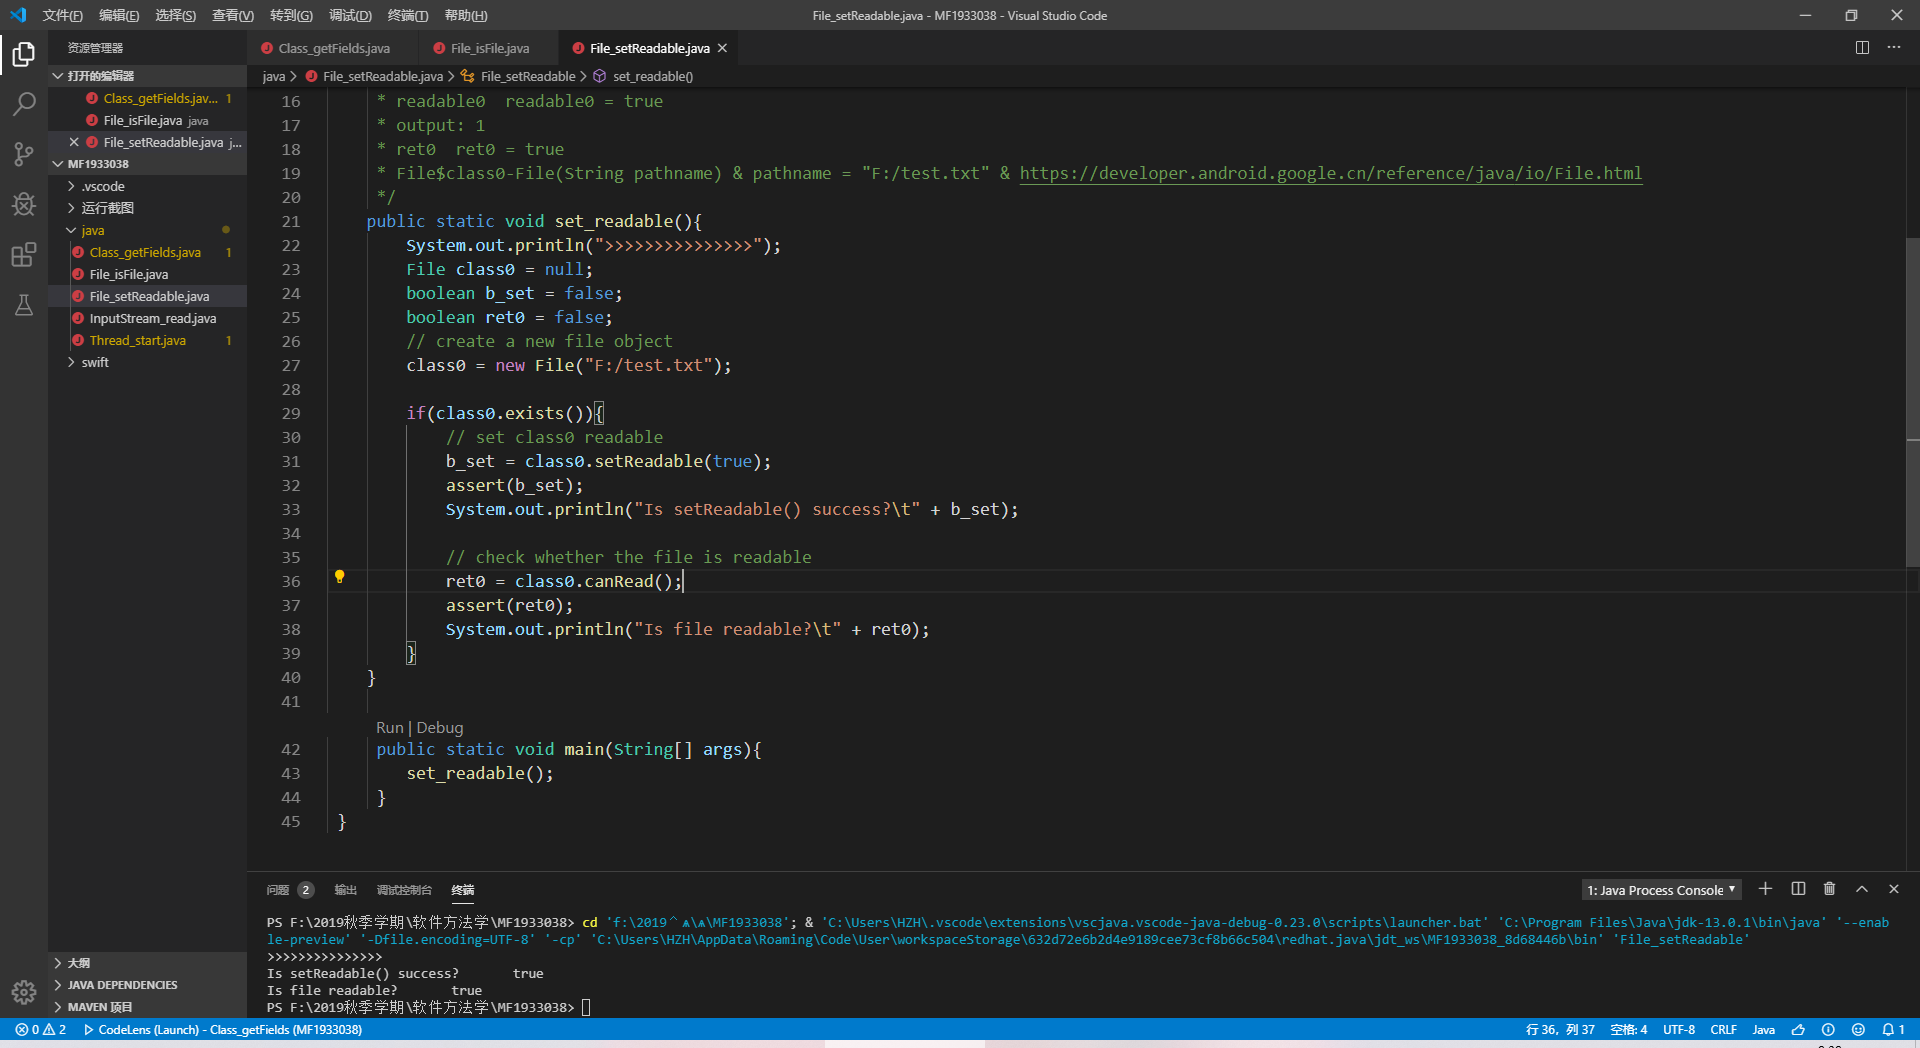 文件(F) 编辑(E) 选择(S) 查看(V) 转到(G) 调试(D) 终端(T) 帮助(H)
File_setReadable.java - MF1933038 - Visual Studio Code
资源管理器
打开的编辑器
Class_getFields.jav... 1
File_isFile.java java
File_setReadable.java j...
MF1933038
.vscode
运行截图
java
Class_getFields.java 1
File_isFile.java
File_setReadable.java
InputStream_read.java
Thread_start.java 1
swift
大纲
JAVA DEPENDENCIES
MAVEN 项目
Class_getFields.java File_isFile.java File_setReadable.java
java > File_setReadable.java > File_setReadable > set_readable()
16 * readable0  readable0 = true
17 * output: 1
18 * ret0  ret0 = true
19 * File$class0-File(String pathname) & pathname = "F:/test.txt" & https://developer.android.google.cn/reference/java/io/File.html
20 */
21 public static void set_readable(){
22 System.out.println(">>>>>>>>>>>>>>>");
23 File class0 = null;
24 boolean b_set = false;
25 boolean ret0 = false;
26 // create a new file object
27 class0 = new File("F:/test.txt");
28
29 if(class0.exists()){
30 // set class0 readable
31 b_set = class0.setReadable(true);
32 assert(b_set);
33 System.out.println("Is setReadable() success?\t" + b_set);
34
35 // check whether the file is readable
36 ret0 = class0.canRead();
37 assert(ret0);
38 System.out.println("Is file readable?\t" + ret0);
39 }
40 }
41
Run | Debug
42 public static void main(String[] args){
43 set_readable();
44 }
45 }
问题 2 输出 调试控制台 终端
1: Java Process Console
PS F:\2019秋季学期\软件方法学\MF1933038> cd 'f:\2019 \MF1933038'; & 'C:\Users\HZH\.vscode\extensions\vscjava.vscode-java-debug-0.23.0\scripts\launcher.bat' 'C:\Program Files\Java\jdk-13.0.1\bin\java' '--enab
le-preview' '-Dfile.encoding=UTF-8' '-cp' 'C:\Users\HZH\AppData\Roaming\Code\User\workspaceStorage\632d72e6b2d4e9189cee73cf8b66c504\redhat.java\jdt_ws\MF1933038_8d68446b\bin' 'File_setReadable'
>>>>>>>>>>>>>>>
Is setReadable() success?       true
Is file readable?       true
PS F:\2019秋季学期\软件方法学\MF1933038>
0 2 CodeLens (Launch) - Class_getFields (MF1933038)
行 36，列 37 空格: 4 UTF-8 CRLF Java 1